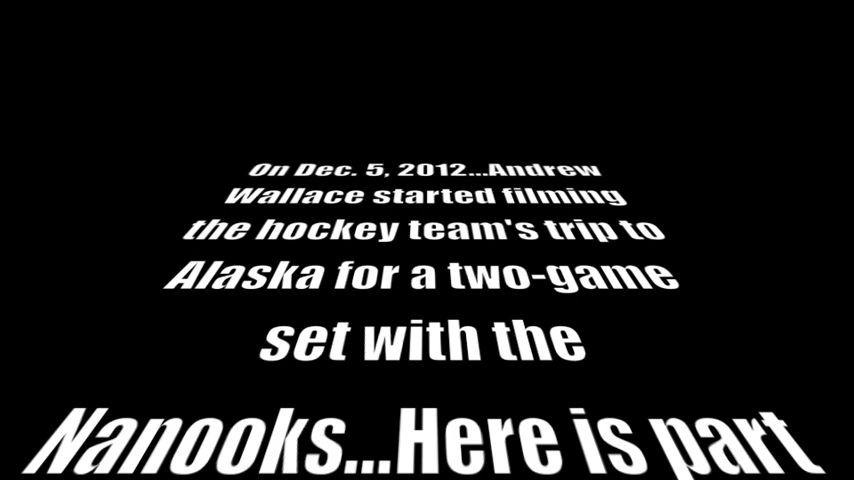 On Dec. 5, 2012...Andrew
Wallace started filming
the hockey team's trip to
Alaska for a two-game
set with the
Nanooks...Here is part